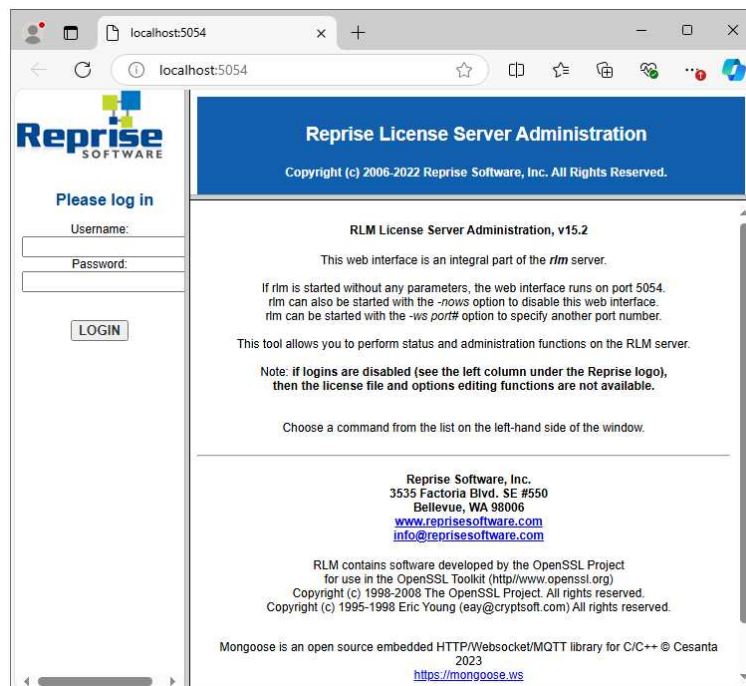 localhost:5054
localhost:5054
Reprise
SOFTWARE
Please log in
Username:
Password:
LOGIN
Reprise License Server Administration
Copyright (c) 2006-2022 Reprise Software, Inc. All Rights Reserved.
RLM License Server Administration, v15.2
This web interface is an integral part of the rlm server.
If rlm is started without any parameters, the web interface runs on port 5054.
rlm can also be started with the -nows option to disable this web interface.
rlm can be started with the -ws port# option to specify another port number.
This tool allows you to perform status and administration functions on the RLM server.
Note: if logins are disabled (see the left column under the Reprise logo),
then the license file and options editing functions are not available.
Choose a command from the list on the left-hand side of the window.
Reprise Software, Inc.
3535 Factoria Blvd. SE #550
Bellevue, WA 98006
www.reprisesoftware.com
info@reprisesoftware.com
RLM contains software developed by the OpenSSL Project
for use in the OpenSSL Toolkit (http//www.openssl.org)
Copyright (c) 1998-2008 The OpenSSL Project. All rights reserved.
Copyright (c) 1995-1998 Eric Young (eay@cryptsoft.com) All rights reserved.
Mongoose is an open source embedded HTTP/Websocket/MQTT library for C/C++ © Cesanta
2023
https://mongoose.ws